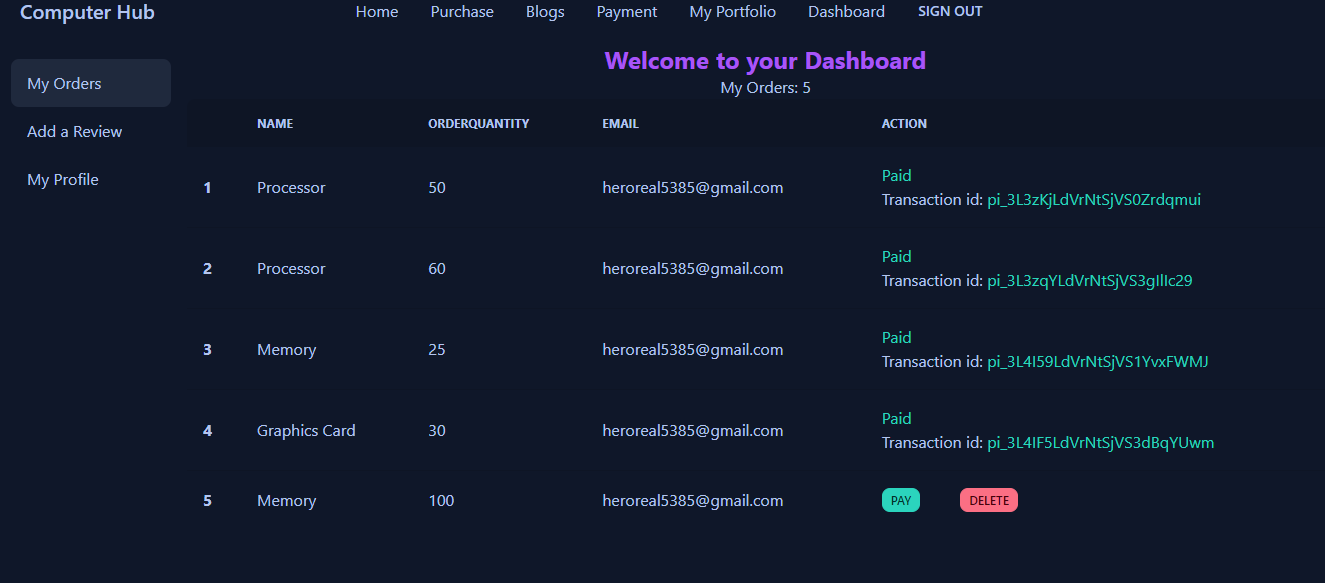 Computer Hub Home Purchase Blogs Payment My Portfolio Dashboard SIGN OUT
My Orders
Add a Review
My Profile
Welcome to your Dashboard
My Orders: 5
NAME ORDERQUANTITY EMAIL ACTION
1 Processor 50 heroreal5385@gmail.com Paid
Transaction id: pi_3L3zKjLdVrNtSjVS0Zrdqmui
2 Processor 60 heroreal5385@gmail.com Paid
Transaction id: pi_3L3zqYLdVrNtSjVS3gIlIc29
3 Memory 25 heroreal5385@gmail.com Paid
Transaction id: pi_3L4I59LdVrNtSjVS1YvxFWMJ
4 Graphics Card 30 heroreal5385@gmail.com Paid
Transaction id: pi_3L4IF5LdVrNtSjVS3dBqYUwm
5 Memory 100 heroreal5385@gmail.com PAY DELETE